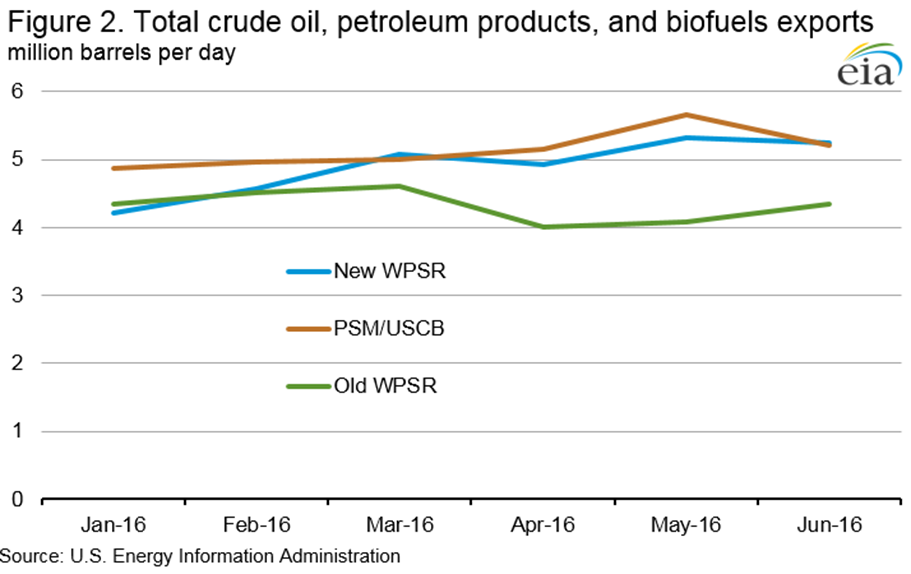 Figure 2. Total crude oil, petroleum products, and biofuels exports
million barrels per day
eia
6
5
4
3
2
1
0
New WPSR
PSM/USCB
Old WPSR
Jan-16 Feb-16 Mar-16 Apr-16 May-16 Jun-16
Source: U.S. Energy Information Administration